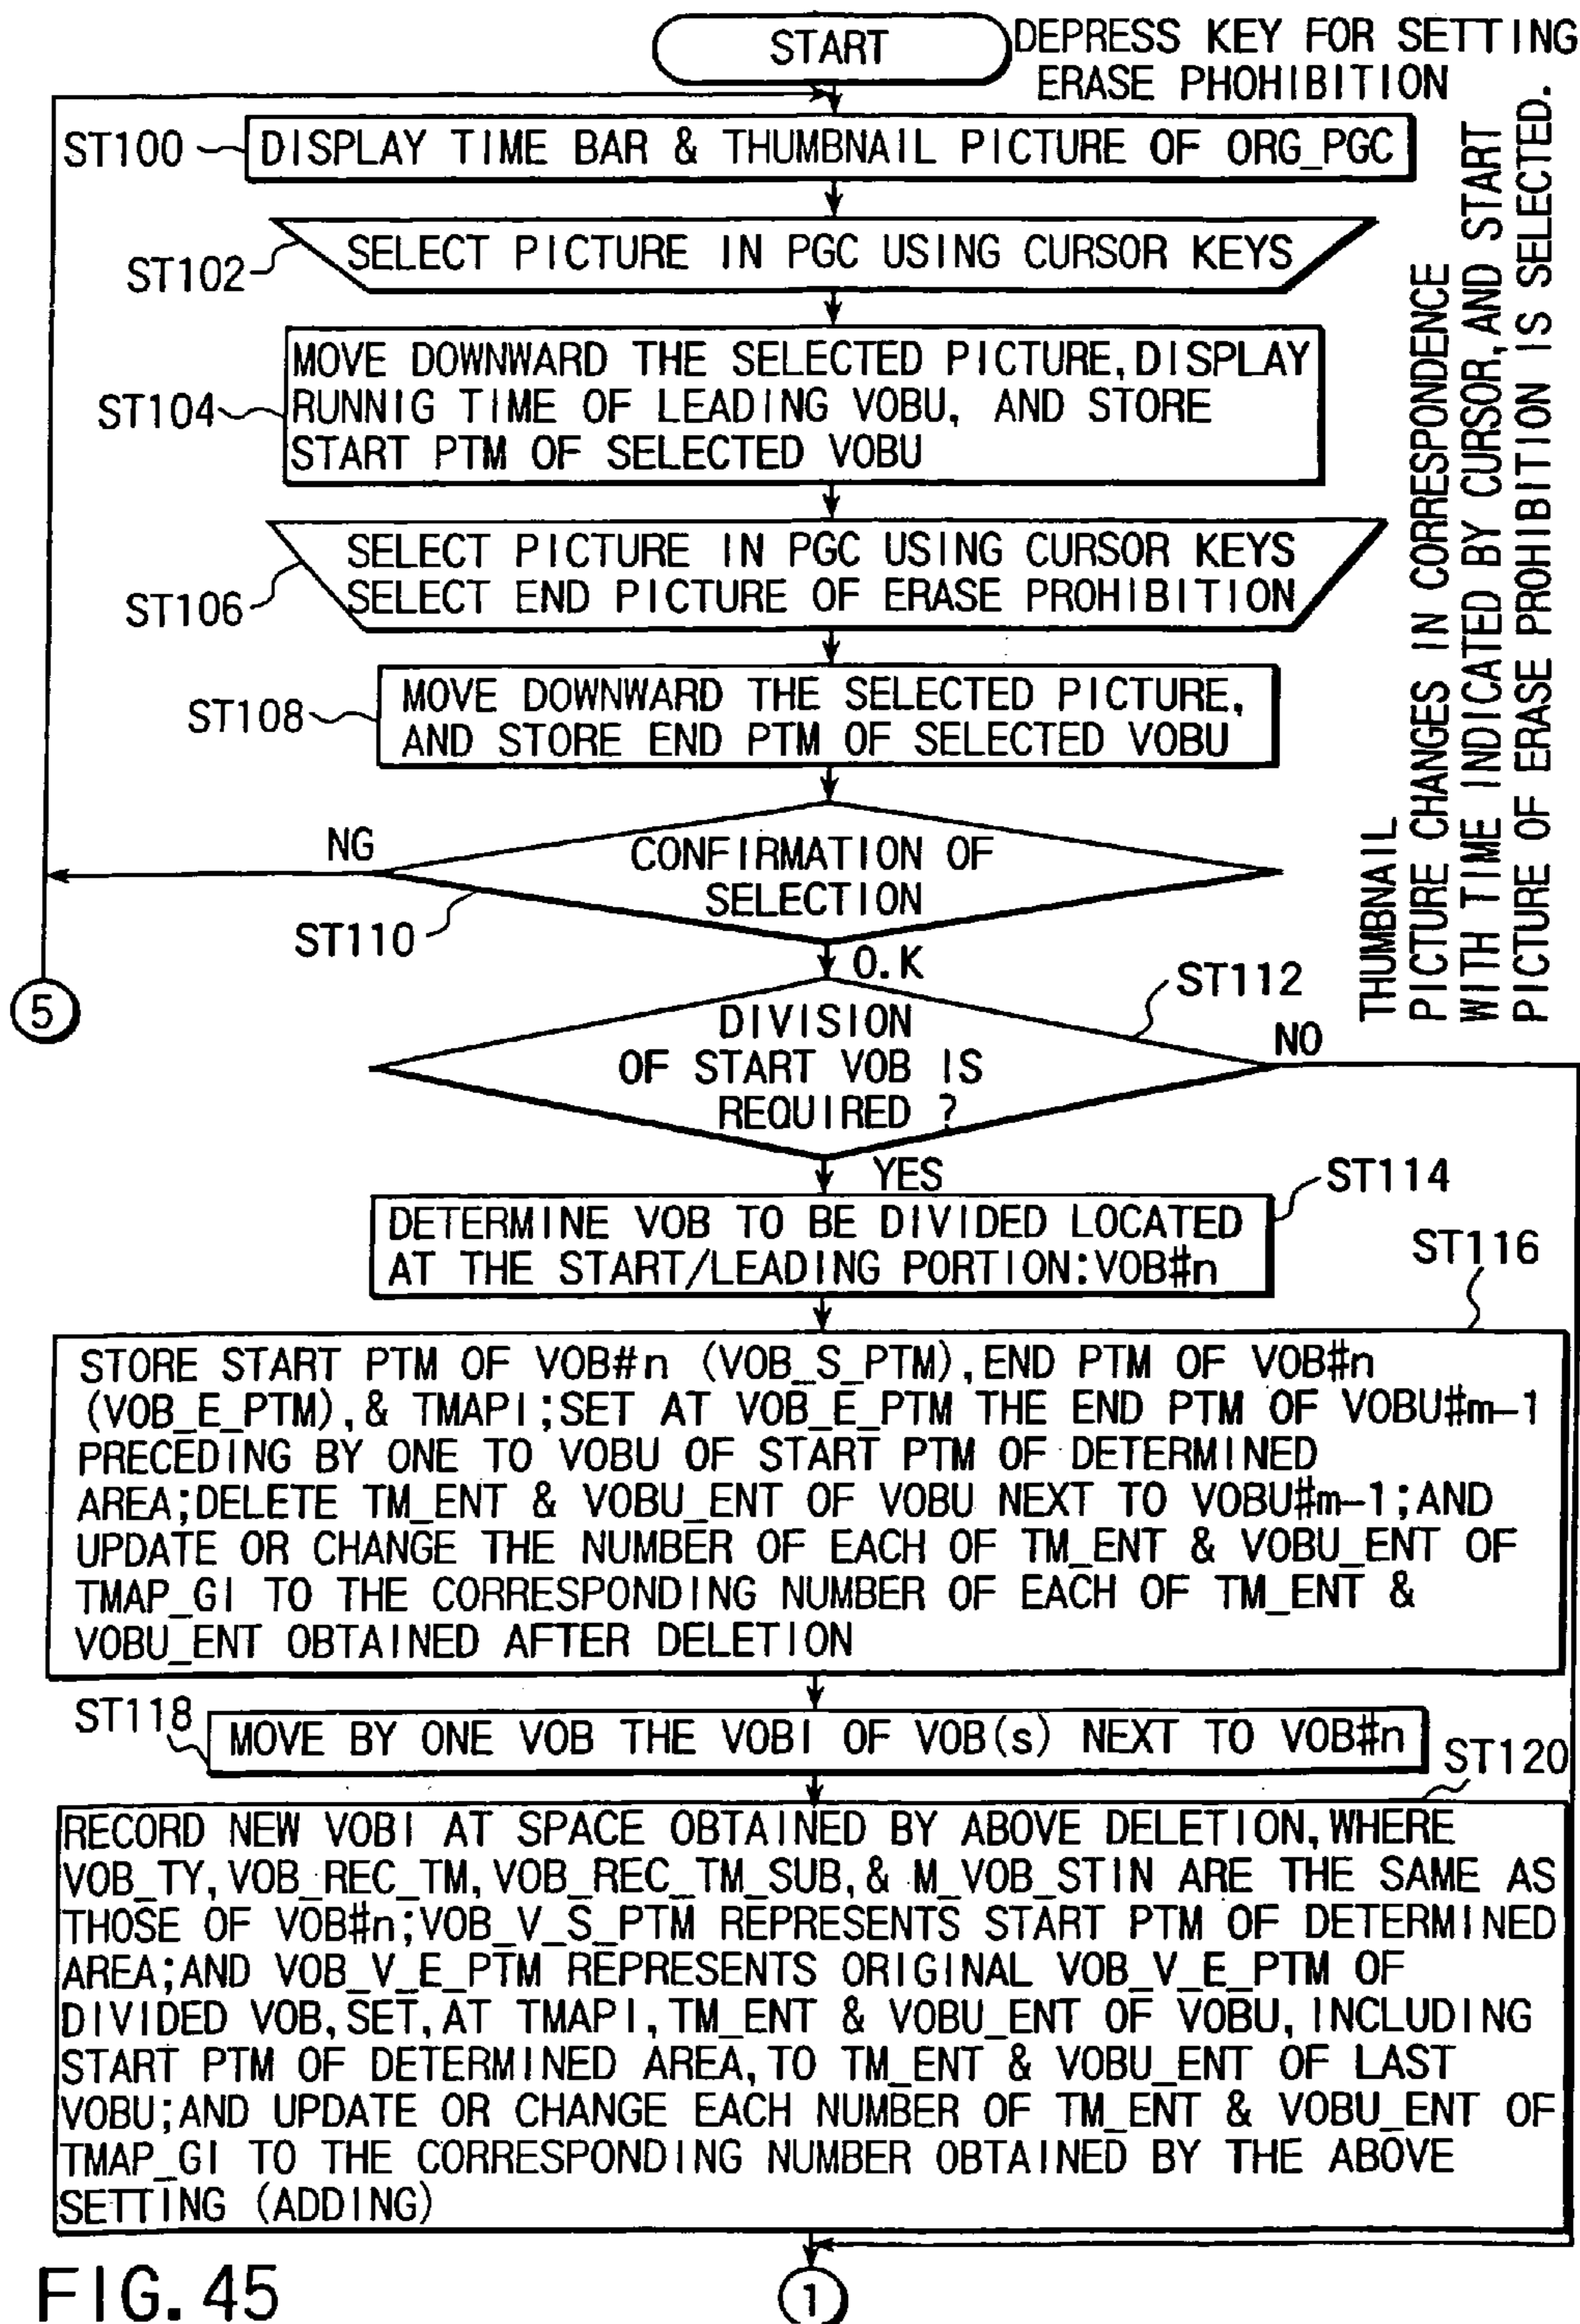 START
DEPRESS KEY FOR SETTING
ERASE PHOHIBITION
ST100
DISPLAY TIME BAR & THUMBNAIL PICTURE OF ORG_PGC
ST102
SELECT PICTURE IN PGC USING CURSOR KEYS
THUMBNAIL
PICTURE CHANGES IN CORRESPONDENCE
WITH TIME INDICATED BY CURSOR, AND START
PICTURE OF ERASE PROHIBITION IS SELECTED.
ST104
MOVE DOWNWARD THE SELECTED PICTURE, DISPLAY
RUNNIG TIME OF LEADING VOBU, AND STORE
START PTM OF SELECTED VOBU
ST106
SELECT PICTURE IN PGC USING CURSOR KEYS
SELECT END PICTURE OF ERASE PROHIBITION
ST108
MOVE DOWNWARD THE SELECTED PICTURE,
AND STORE END PTM OF SELECTED VOBU
NG
CONFIRMATION OF
SELECTION
ST110
O.K
5
ST112
DIVISION
OF START VOB IS
REQUIRED ?
NO
YES
ST114
DETERMINE VOB TO BE DIVIDED LOCATED
AT THE START/LEADING PORTION:VOB#n
ST116
STORE START PTM OF VOB#n (VOB_S_PTM), END PTM OF VOB#n
(VOB_E_PTM), & TMAPI;SET AT VOB_E_PTM THE END PTM OF VOBU#m-1
PRECEDING BY ONE TO VOBU OF START PTM OF DETERMINED
AREA;DELETE TM_ENT & VOBU_ENT OF VOBU NEXT TO VOBU#m-1;AND
UPDATE OR CHANGE THE NUMBER OF EACH OF TM_ENT & VOBU_ENT OF
TMAP_GI TO THE CORRESPONDING NUMBER OF EACH OF TM_ENT &
VOBU_ENT OBTAINED AFTER DELETION
ST118
MOVE BY ONE VOB THE VOBI OF VOB(s) NEXT TO VOB#n
ST120
RECORD NEW VOBI AT SPACE OBTAINED BY ABOVE DELETION, WHERE
VOB_TY, VOB_REC_TM, VOB_REC_TM_SUB, & M_VOB_STIN ARE THE SAME AS
THOSE OF VOB#n;VOB_V_S_PTM REPRESENTS START PTM OF DETERMINED
AREA;AND VOB_V_E_PTM REPRESENTS ORIGINAL VOB_V_E_PTM OF
DIVIDED VOB, SET, AT TMAPI, TM_ENT & VOBU_ENT OF VOBU, INCLUDING
START PTM OF DETERMINED AREA, TO TM_ENT & VOBU_ENT OF LAST
VOBU;AND UPDATE OR CHANGE EACH NUMBER OF TM_ENT & VOBU_ENT OF
TMAP_GI TO THE CORRESPONDING NUMBER OBTAINED BY THE ABOVE
SETTING (ADDING)
1
FIG. 45